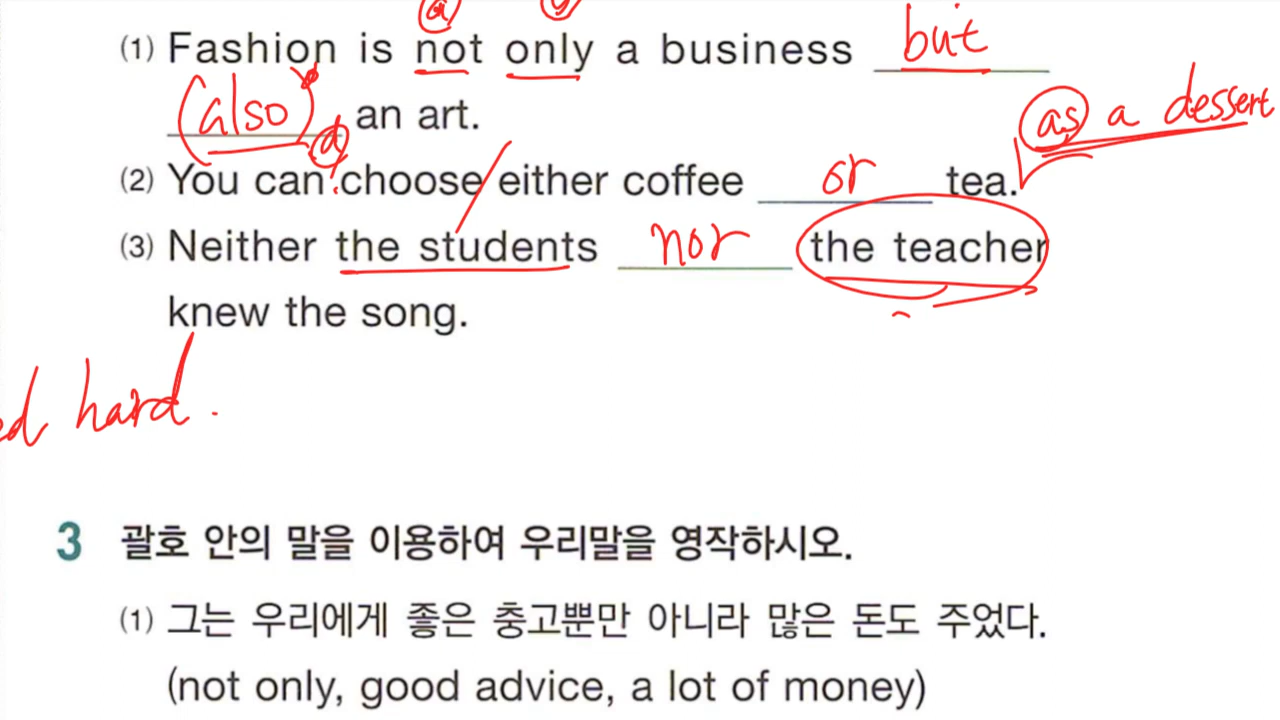 (1) Fashion is not only a business but
(also) an art.
as a dessert
(2) You can choose either coffee or tea.
(3) Neither the students nor the teacher
knew the song.
hard.
3 괄호 안의 말을 이용하여 우리말을 영작하시오.
(1) 그는 우리에게 좋은 충고뿐만 아니라 많은 돈도 주었다.
(not only, good advice, a lot of money)